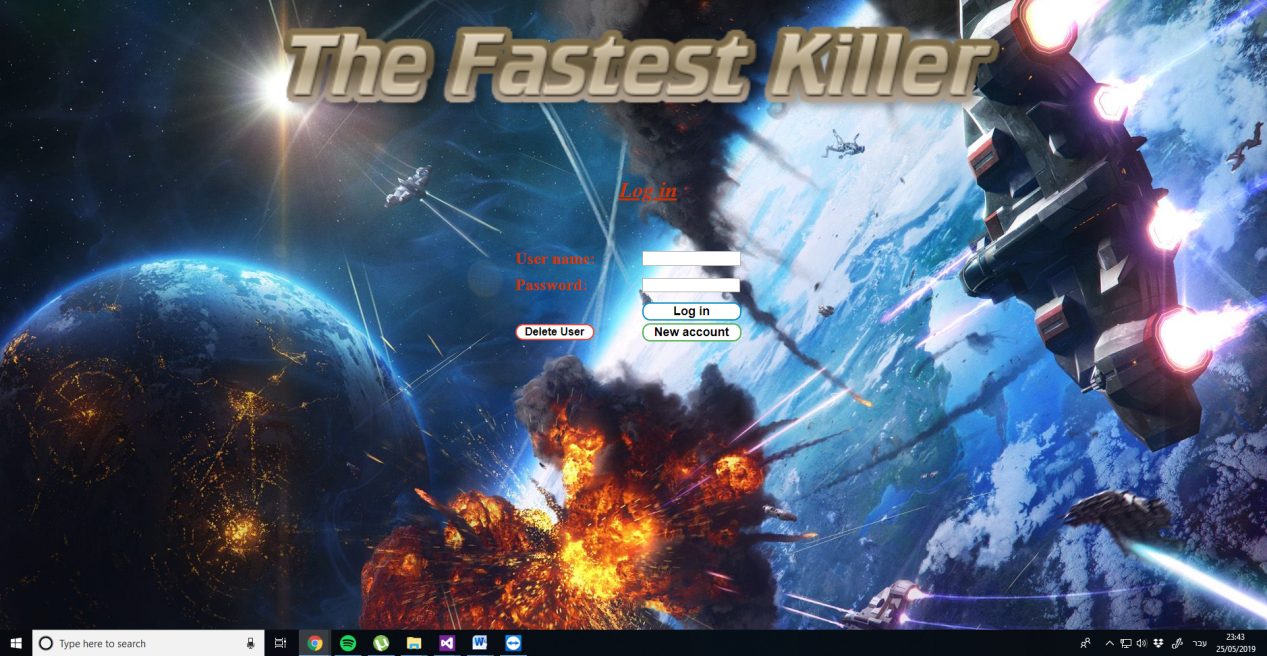 The Fastest Killer
Log in
User name:
Password:
Log in
Delete User New account
Type here to search
עבר
23:43
25/05/2019